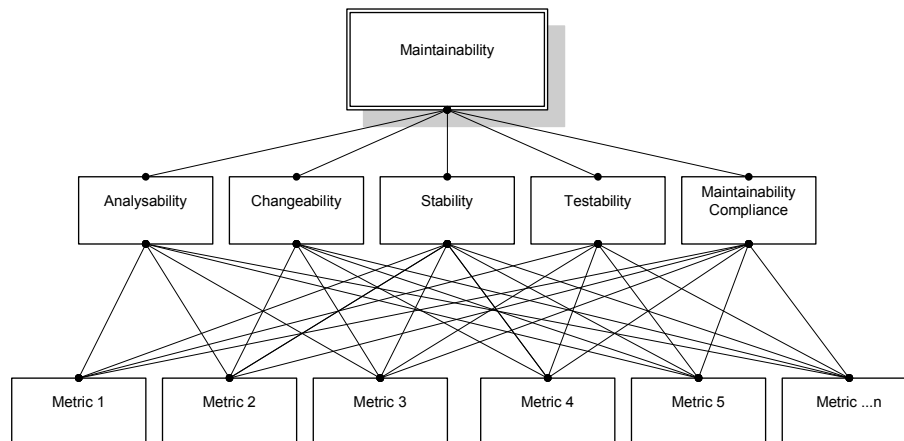 Maintainability
Analysability
Changeability
Stability
Testability
Maintainability
Compliance
Metric 1
Metric 2
Metric 3
Metric 4
Metric 5
Metric ...n